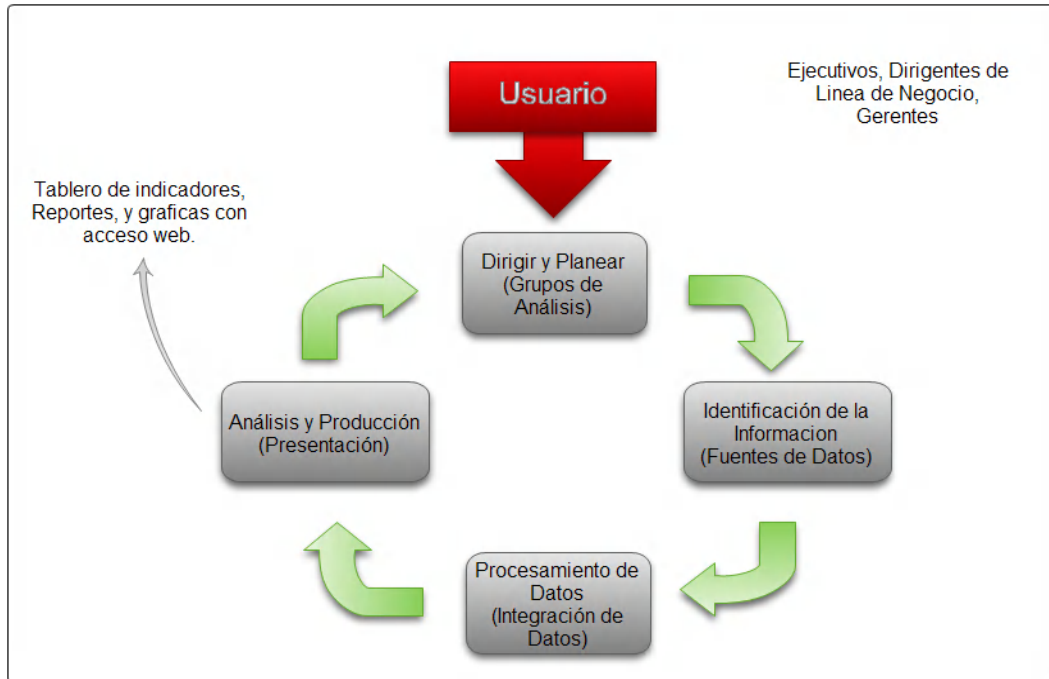 Usuario
Ejecutivos, Dirigentes de
Linea de Negocio,
Gerentes
Tablero de indicadores,
Reportes, y graficas con
acceso web.
Dirigir y Planear
(Grupos de
Análisis)
Identificación de la
Informacion
(Fuentes de Datos)
Procesamiento de
Datos
(Integración de
Datos)
Análisis y Producción
(Presentación)